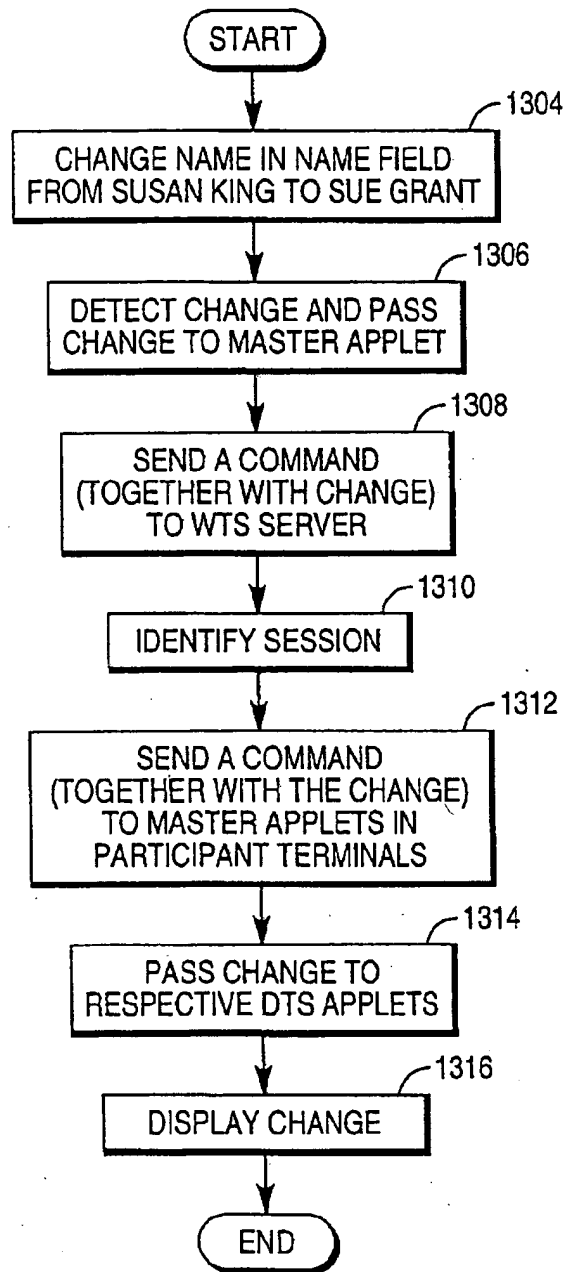 START
1304
CHANGE NAME IN NAME FIELD
FROM SUSAN KING TO SUE GRANT
1306
DETECT CHANGE AND PASS
CHANGE TO MASTER APPLET
1308
SEND A COMMAND
(TOGETHER WITH CHANGE)
TO WTS SERVER
1310
IDENTIFY SESSION
1312
SEND A COMMAND
(TOGETHER WITH THE CHANGE)
TO MASTER APPLETS IN
PARTICIPANT TERMINALS
1314
PASS CHANGE TO
RESPECTIVE DTS APPLETS
1316
DISPLAY CHANGE
END